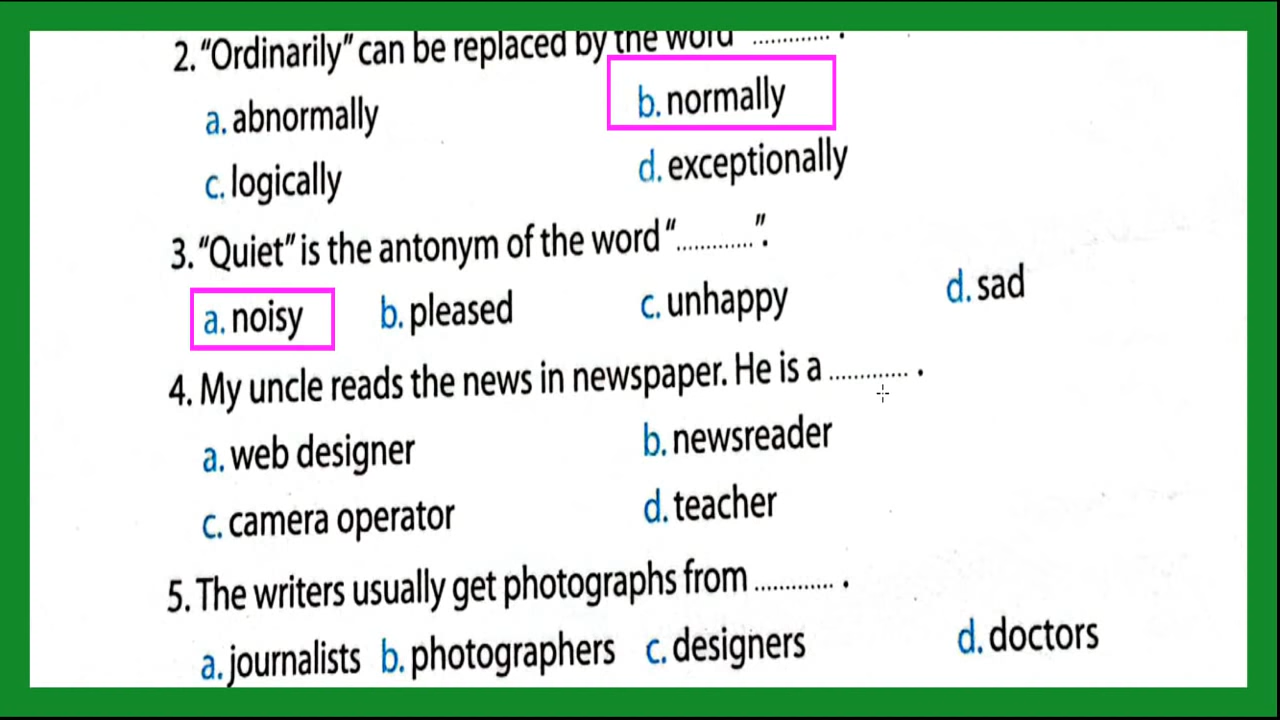 2. “Ordinarily” can be replaced by the word ............. .
a. abnormally b. normally
c. logically d. exceptionally
3. “Quiet” is the antonym of the word “.............”.
a. noisy b. pleased c. unhappy d. sad
4. My uncle reads the news in newspaper. He is a ............. .
a. web designer b. newsreader
c. camera operator d. teacher
5. The writers usually get photographs from ............. .
a. journalists b. photographers c. designers d. doctors